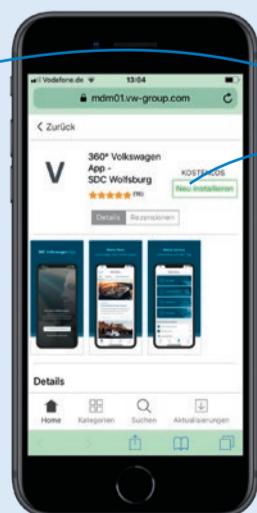 Vodafone.de 13:04
mdm01.vw-group.com
Zurück
V
360° Volkswagen
App -
SDC Wolfsburg
(16)
KOSTENLOS
Neu installieren
Details Rezensionen
Details
Home Kategorien Suchen Aktualisierungen